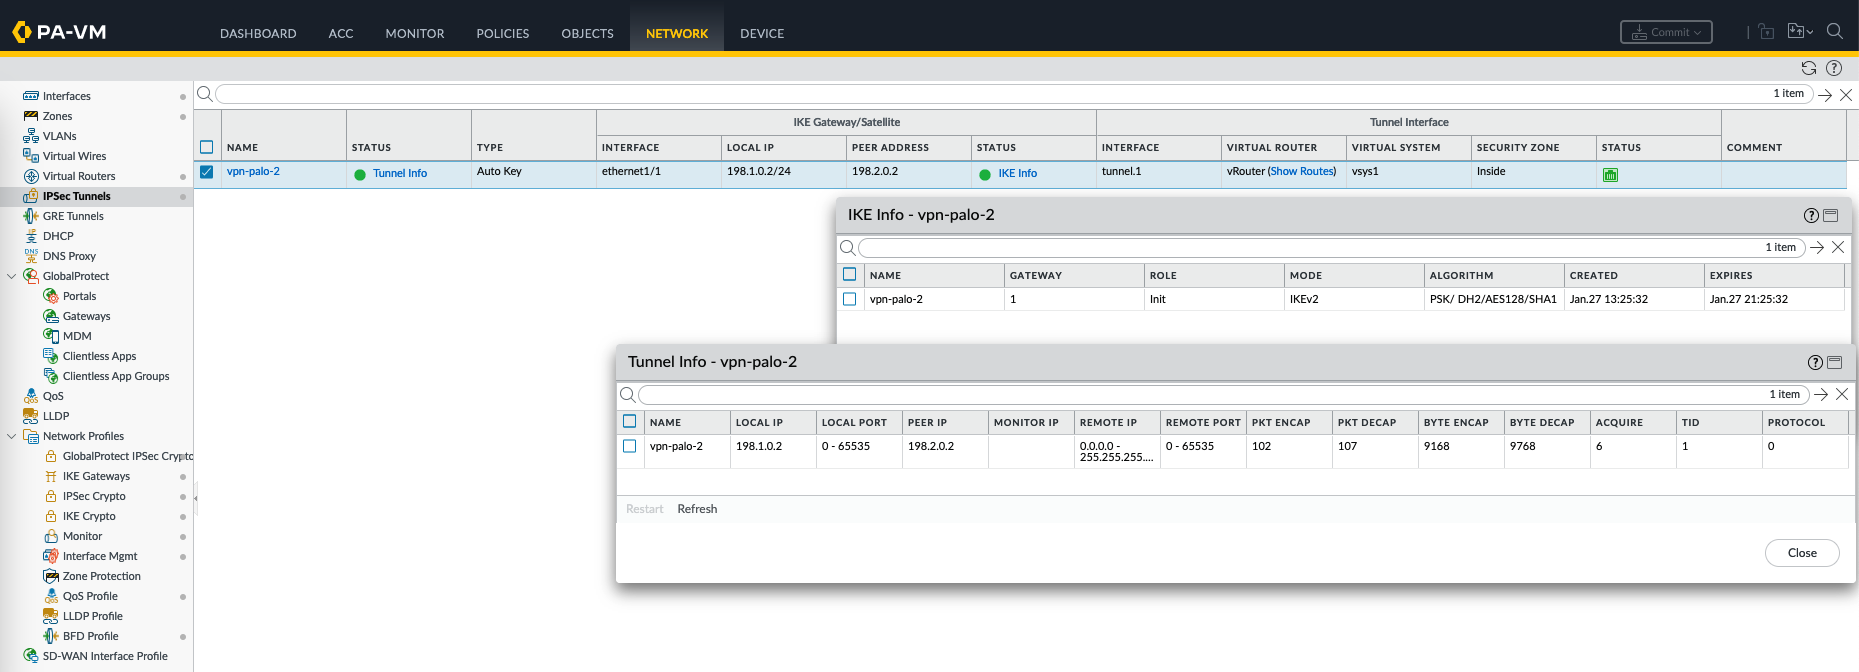 PA-VM
DASHBOARD ACC MONITOR POLICIES OBJECTS NETWORK DEVICE Commit
Interfaces
Zones
VLANs
Virtual Wires
Virtual Routers
IPSec Tunnels
GRE Tunnels
DHCP
DNS Proxy
GlobalProtect
Portals
Gateways
MDM
Clientless Apps
Clientless App Groups
QoS
LLDP
Network Profiles
GlobalProtect IPSec Crypto
IKE Gateways
IPSec Crypto
IKE Crypto
Monitor
Interface Mgmt
Zone Protection
QoS Profile
LLDP Profile
BFD Profile
SD-WAN Interface Profile
1 item
IKE Gateway/Satellite Tunnel Interface
NAME STATUS TYPE INTERFACE LOCAL IP PEER ADDRESS STATUS INTERFACE VIRTUAL ROUTER VIRTUAL SYSTEM SECURITY ZONE STATUS COMMENT
vpn-palo-2 Tunnel Info Auto Key ethernet1/1 198.1.0.2/24 198.2.0.2 IKE Info tunnel.1 vRouter (Show Routes) vsys1 Inside
IKE Info - vpn-palo-2
1 item
NAME GATEWAY ROLE MODE ALGORITHM CREATED EXPIRES
vpn-palo-2 1 Init IKEv2 PSK/ DH2/AES128/SHA1 Jan.27 13:25:32 Jan.27 21:25:32
Tunnel Info - vpn-palo-2
1 item
NAME LOCAL IP LOCAL PORT PEER IP MONITOR IP REMOTE IP REMOTE PORT PKT ENCAP PKT DECAP BYTE ENCAP BYTE DECAP ACQUIRE TID PROTOCOL
vpn-palo-2 198.1.0.2 0 - 65535 198.2.0.2 0.0.0.0 - 0 - 65535 102 107 9168 9768 6 1 0
255.255.255....
Restart Refresh
Close